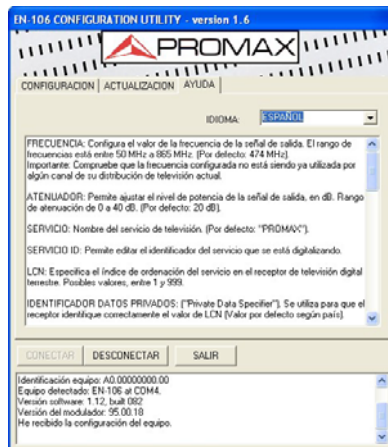 EN-106 CONFIGURATION UTILITY - version 1.6
PROMAX
CONFIGURACION ACTUALIZACION AYUDA
IDIOMA: ESPAÑOL
FRECUENCIA: Configura el valor de la frecuencia de la señal de salida. El rango de
frecuencias está entre 50 MHz a 865 MHz. (Por defecto: 474 MHz).
Importante: Compruebe que la frecuencia configurada no está siendo ya utilizada por
algún canal de su distribución de televisión actual.
ATENUADOR: Permite ajustar el nivel de potencia de la señal de salida, en dB. Rango
de atenuación de 0 a 40 dB. (Por defecto: 20 dB).
SERVICIO: Nombre del servicio de televisión. (Por defecto: "PROMAX").
SERVICIO ID: Permite editar el identificador del servicio que se está digitalizando.
LCN: Especifica el índice de ordenación del servicio en el receptor de televisión digital
terrestre. Posibles valores, entre 1 y 999.
IDENTIFICADOR DATOS PRIVADOS: ("Private Data Specifier"). Se utiliza para que el
receptor identifique correctamente el valor de LCN (Valor por defecto según país).
CONECTAR DESCONECTAR SALIR
Identificación equipo: A0.00000000.00
Equipo detectado: EN-106 at COM4.
Versión software: 1.12, built 082
Versión del modulador: 95.00.18
He recibido la configuración del equipo.